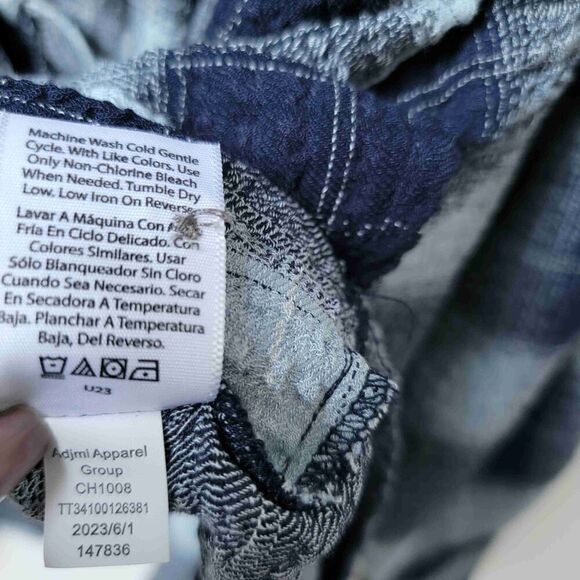 Machine Wash Cold Gentle
Cycle. With Like Colors. Use
Only Non-Chlorine Bleach
When Needed. Tumble Dry
Low. Low Iron On Reverse
Lavar A Máquina Con
Fría En Ciclo Delicado. Con
Colores Similares. Usar
Sólo Blanqueador Sin Cloro
Cuando Sea Necesario. Secar
En Secadora A Temperatura
Baja. Planchar A Temperatura
Baja, Del Reverso.
U23
Adjmi Apparel
Group
CH1008
TT34100126381
2023/6/1
147836